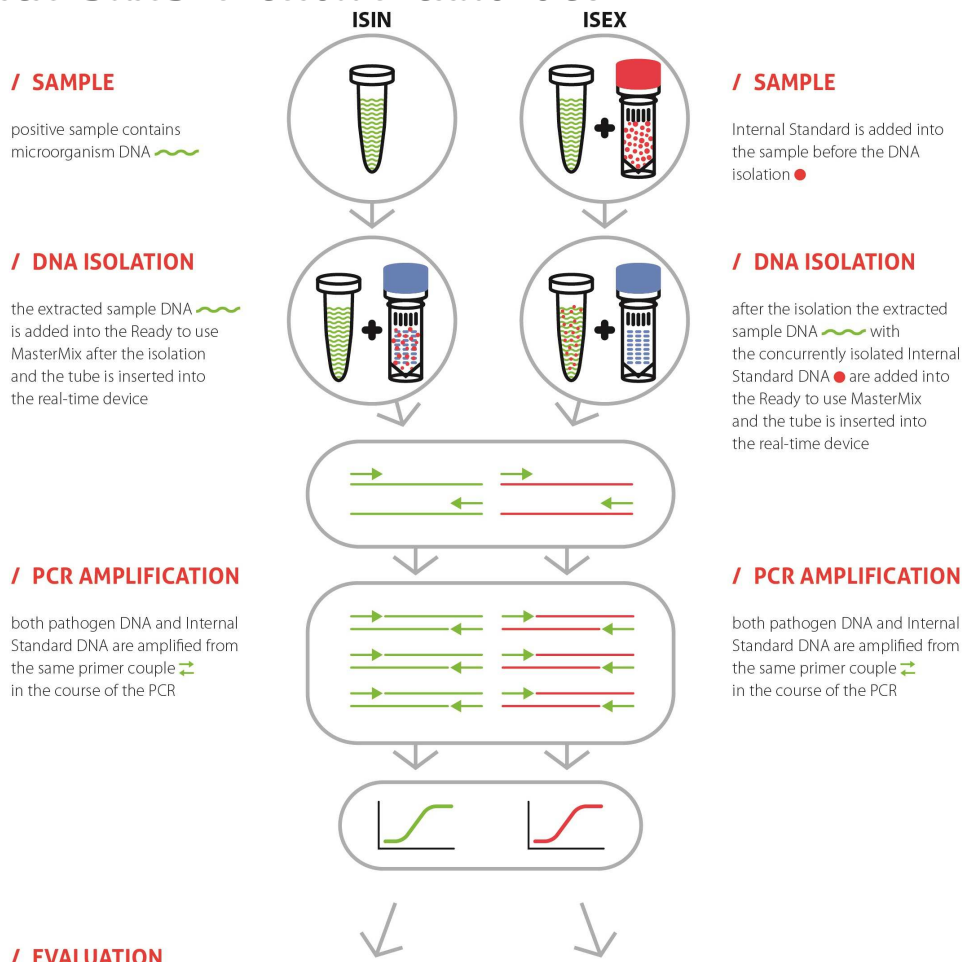 ISIN
ISEX
/ SAMPLE
positive sample contains
microorganism DNA
/ SAMPLE
Internal Standard is added into
the sample before the DNA
isolation
/ DNA ISOLATION
the extracted sample DNA
is added into the Ready to use
MasterMix after the isolation
and the tube is inserted into
the real-time device
/ DNA ISOLATION
after the isolation the extracted
sample DNA with
the concurrently isolated Internal
Standard DNA are added into
the Ready to use MasterMix
and the tube is inserted into
the real-time device
/ PCR AMPLIFICATION
both pathogen DNA and Internal
Standard DNA are amplified from
the same primer couple
in the course of the PCR
/ PCR AMPLIFICATION
both pathogen DNA and Internal
Standard DNA are amplified from
the same primer couple
in the course of the PCR
/ EVALUATION